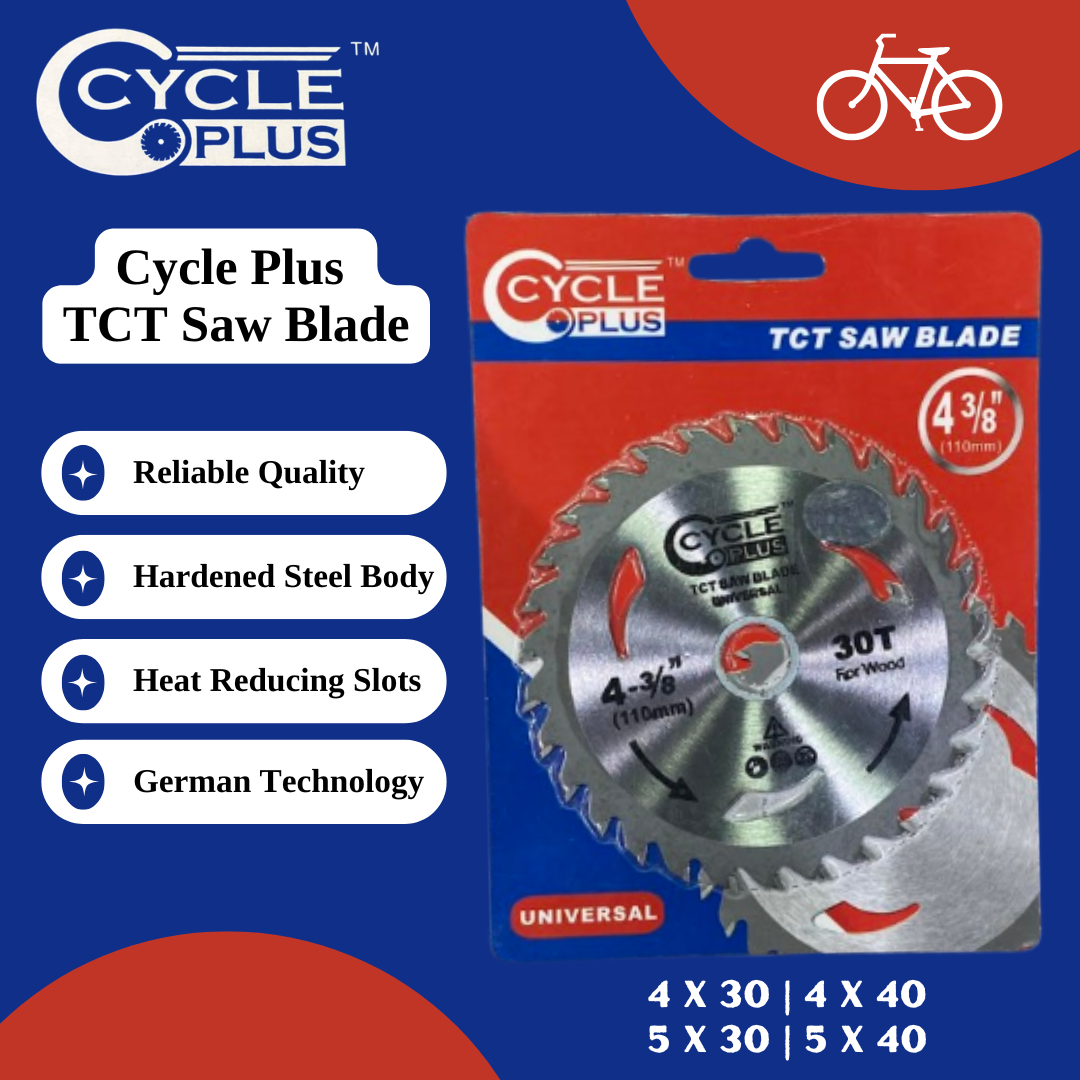 CYCLE TM
PLUS
Cycle Plus
TCT Saw Blade
Reliable Quality
Hardened Steel Body
Heat Reducing Slots
German Technology
CYCLE TM
PLUS
TCT SAW BLADE
4 3/8"
(110mm)
CYCLE TM
PLUS
TCT SAW BLADE
UNIVERSAL
30T
For Wood
4-3/8"
(110mm)
WARNING
UNIVERSAL
4 X 30 | 4 X 40
5 X 30 | 5 X 40